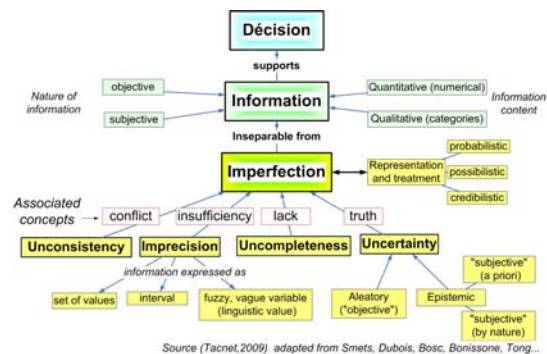 Décision
supports
objective
Quantitative (numerical)
Nature of
information
Information
Information
content
subjective
Qualitative (categories)
Inseparable from
probabilistic
Imperfection
Representation
and treatment
possibilistic
credibilistic
Associated
concepts
conflict
insufficiency
lack
truth
Unconsistency
Imprecision
Uncompleteness
Uncertainty
information expressed as
"subjective"
(a priori)
set of values
interval
fuzzy, vague variable
(linguistic value)
Aleatory
("objective")
Epistemic
"subjective"
(by nature)
Source (Tacnet,2009) adapted from Smets, Dubois, Bosc, Bonissone, Tong...